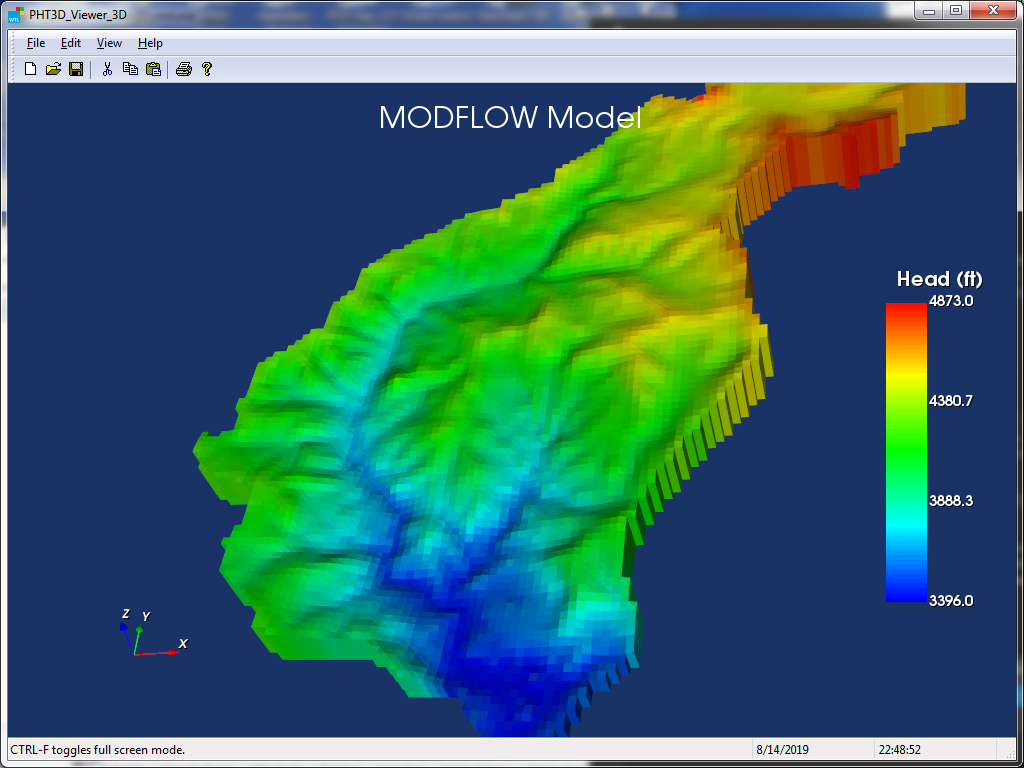 PHT3D_Viewer_3D
File Edit View Help
MODFLOW Model
Head (ft)
4873.0
4380.7
3888.3
3396.0
Z Y
X
CTRL-F toggles full screen mode. 8/14/2019 22:48:52